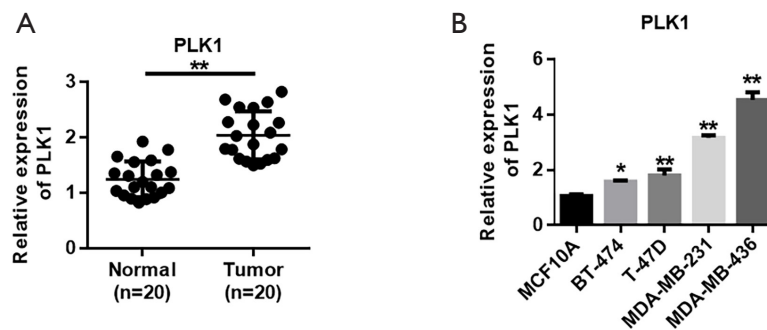 A
PLK1
**
Relative expression
of PLK1
3
2
1
0
Normal
(n=20)
Tumor
(n=20)
B
PLK1
Relative expression
of PLK1
6
4
2
0
*
**
**
**
MCF10A
BT-474
T-47D
MDA-MB-231
MDA-MB-436